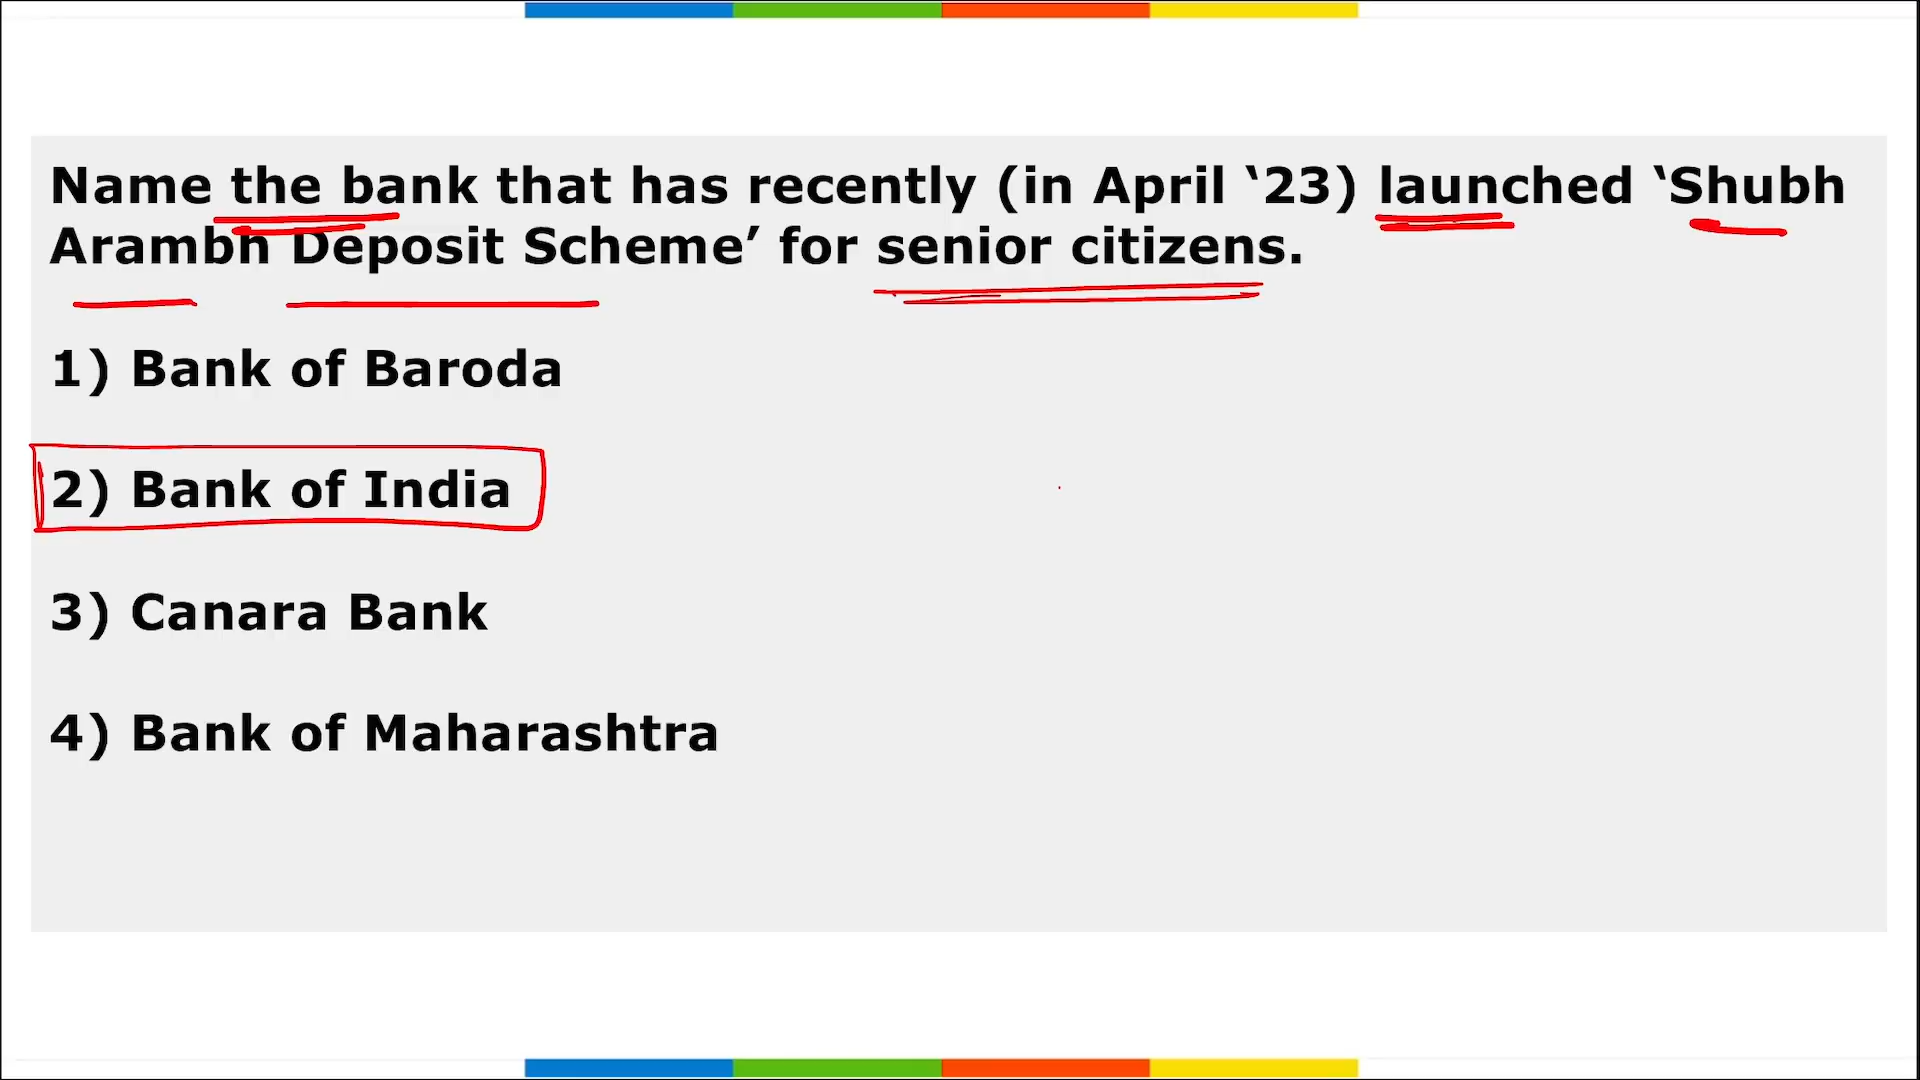 Name the bank that has recently (in April ‘23) launched ‘Shubh
Arambh Deposit Scheme’ for senior citizens.
1) Bank of Baroda
2) Bank of India
3) Canara Bank
4) Bank of Maharashtra